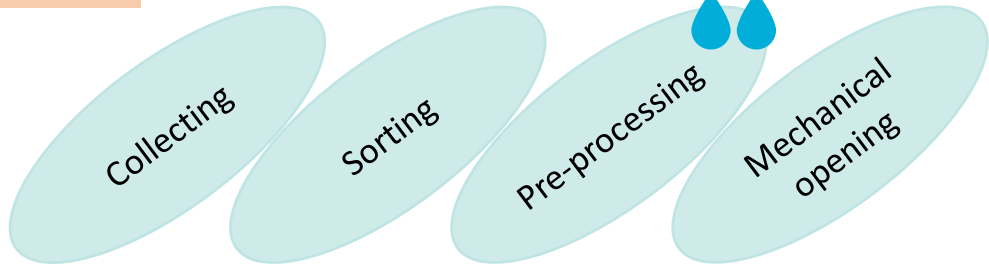 Collecting
Sorting
Pre-processing
Mechanical
opening